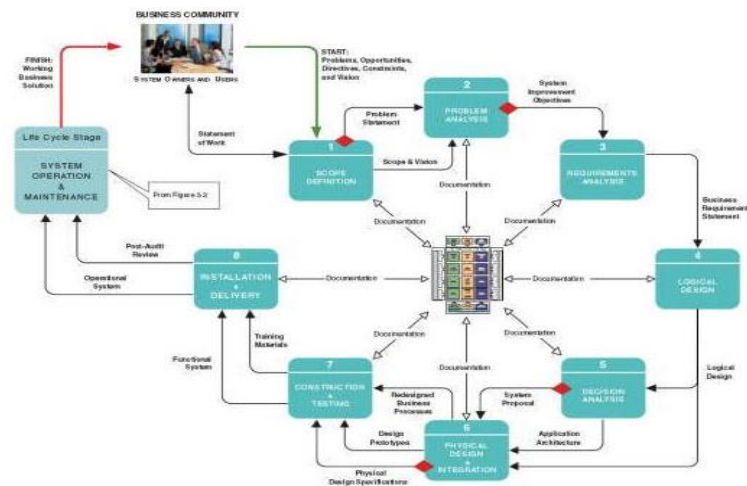 BUSINESS COMMUNITY
SYSTEM OWNERS AND USERS
FINISH:
Working
Business
Solution
START:
Problems, Opportunities,
Directives, Constraints,
and Vision
Life Cycle Stage
SYSTEM
OPERATION
&
MAINTENANCE
From Figure 3-2
Statement
of Work
1
SCOPE
DEFINITION
Problem
Statement
Scope & Vision
2
PROBLEM
ANALYSIS
System
Improvement
Objectives
3
REQUIREMENTS
ANALYSIS
Business
Requirement
Statement
4
LOGICAL
DESIGN
Logical
Design
5
DECISION
ANALYSIS
System
Proposal
Application
Architecture
6
PHYSICAL
DESIGN
&
INTEGRATION
Redesigned
Business
Processes
Design
Prototypes
Physical
Design Specifications
7
CONSTRUCTION
&
TESTING
Training
Materials
Functional
System
8
INSTALLATION
&
DELIVERY
Post-Audit
Review
Operational
System
Documentation
Documentation
Documentation
Documentation
Documentation
Documentation
Documentation
Documentation